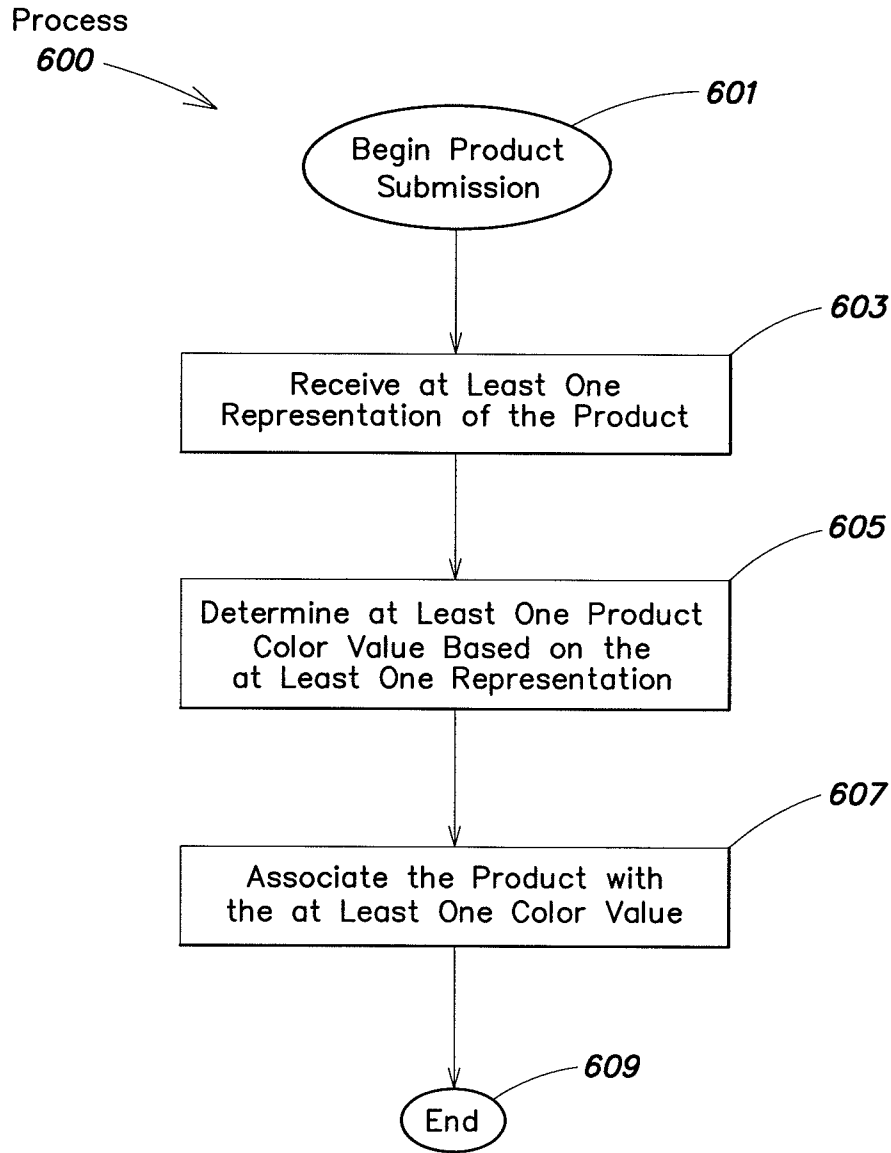 Process
600
601
Begin Product
Submission
603
Receive at Least One
Representation of the Product
605
Determine at Least One Product
Color Value Based on the
at Least One Representation
607
Associate the Product with
the at Least One Color Value
609
End